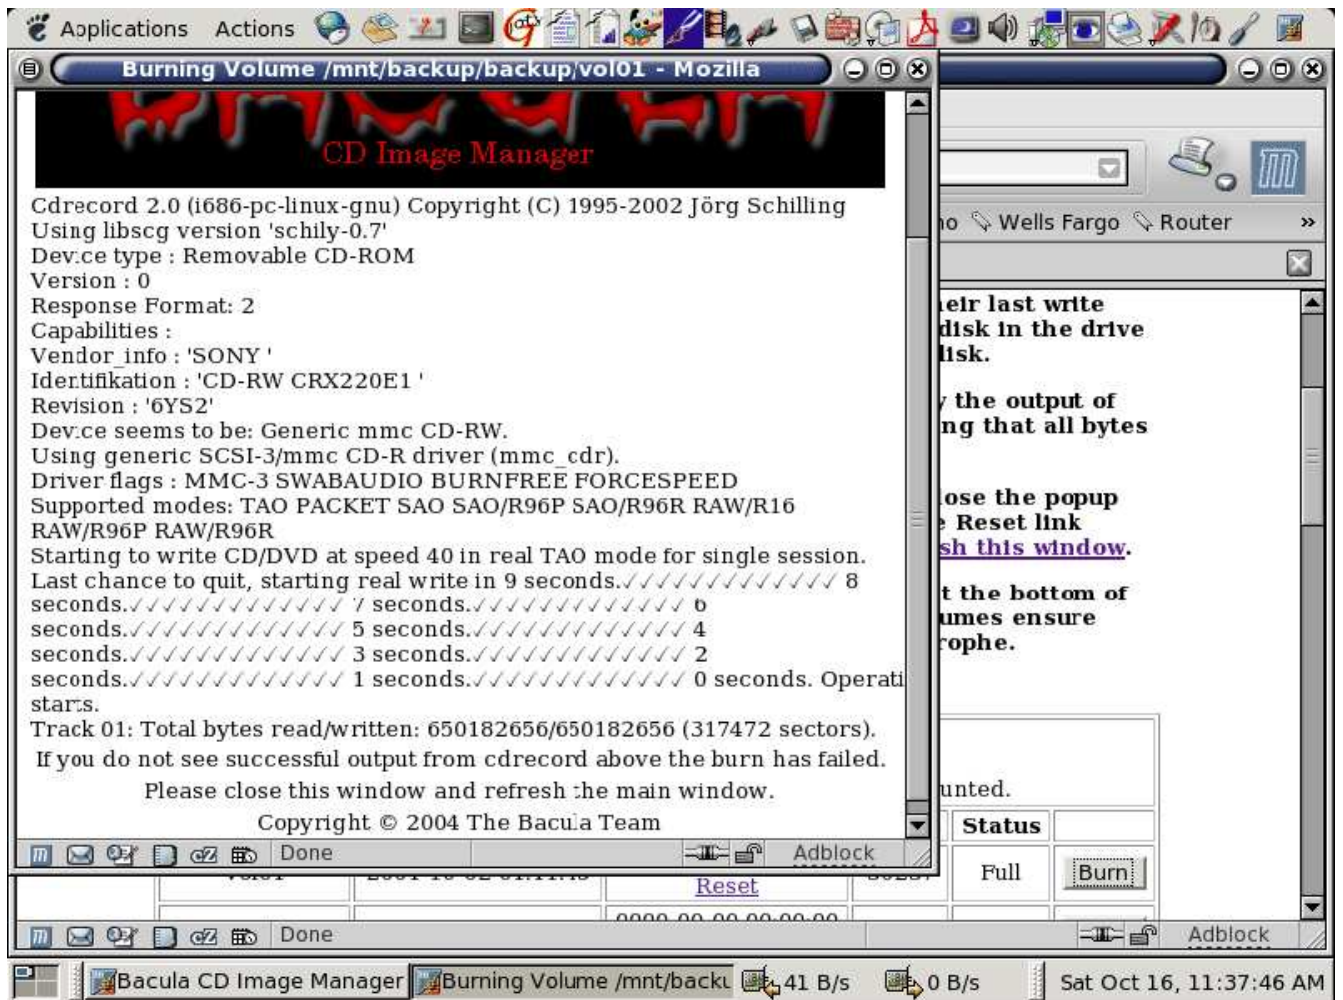 Applications Actions
Burning Volume /mnt/backup/backup/vol01 - Mozilla
BACULA
CD Image Manager
Cdrecord 2.0 (i686-pc-linux-gnu) Copyright (C) 1995-2002 Jörg Schilling
Using libscg version 'schily-0.7'
Device type : Removable CD-ROM
Version : 0
Response Format: 2
Capabilities :
Vendor_info : 'SONY '
Identifikation : 'CD-RW CRX220E1 '
Revision : '6YS2'
Device seems to be: Generic mmc CD-RW.
Using generic SCSI-3/mmc CD-R driver (mmc_cdr).
Driver flags : MMC-3 SWABAUDIO BURNFREE FORCESPEED
Supported modes: TAO PACKET SAO SAO/R96P SAO/R96R RAW/R16
RAW/R96P RAW/R96R
Starting to write CD/DVD at speed 40 in real TAO mode for single session.
Last chance to quit, starting real write in 9 seconds.✓✓✓✓✓✓✓✓✓✓✓✓✓ 8
seconds.✓✓✓✓✓✓✓✓✓✓✓✓✓ 7 seconds.✓✓✓✓✓✓✓✓✓✓✓✓✓ 6
seconds.✓✓✓✓✓✓✓✓✓✓✓✓✓ 5 seconds.✓✓✓✓✓✓✓✓✓✓✓✓✓ 4
seconds.✓✓✓✓✓✓✓✓✓✓✓✓✓ 3 seconds.✓✓✓✓✓✓✓✓✓✓✓✓✓ 2
seconds.✓✓✓✓✓✓✓✓✓✓✓✓✓ 1 seconds.✓✓✓✓✓✓✓✓✓✓✓✓✓ 0 seconds. Operati
starts.
Track 01: Total bytes read/written: 650182656/650182656 (317472 sectors).
If you do not see successful output from cdrecord above the burn has failed.
Please close this window and refresh the main window.
Copyright © 2004 The Bacula Team
Done Adblock
Wells Fargo Router »
eir last write
disk in the drive
disk.
the output of
ng that all bytes
ose the popup
Reset link
sh this window.
t the bottom of
umes ensure
rophe.
unted.
Status
Reset Full Burn
Done Adblock
Bacula CD Image Manager Burning Volume /mnt/backu 41 B/s 0 B/s Sat Oct 16, 11:37:46 AM